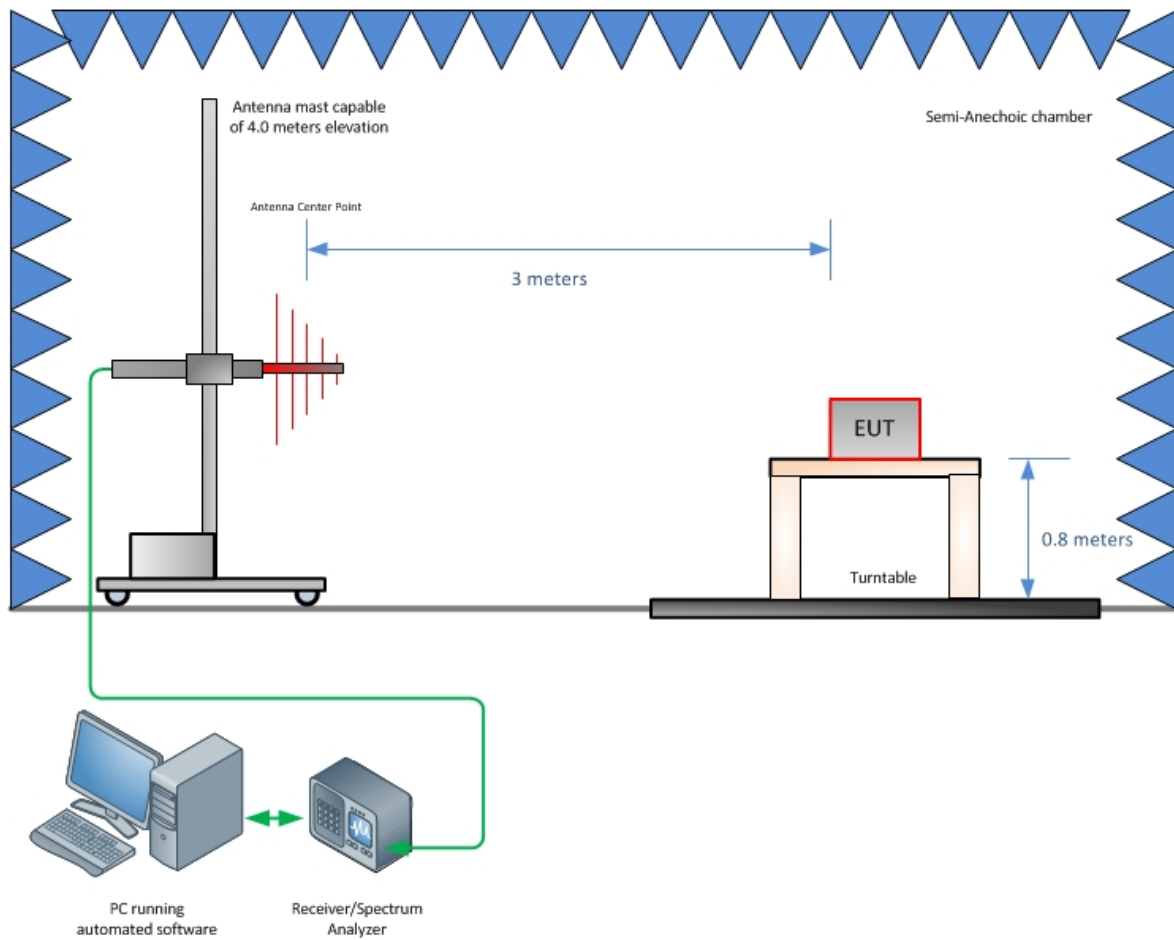 Antenna mast capable
of 4.0 meters elevation
Semi-Anechoic chamber
Antenna Center Point
3 meters
EUT
0.8 meters
Turntable
PC running
automated software
Receiver/Spectrum
Analyzer